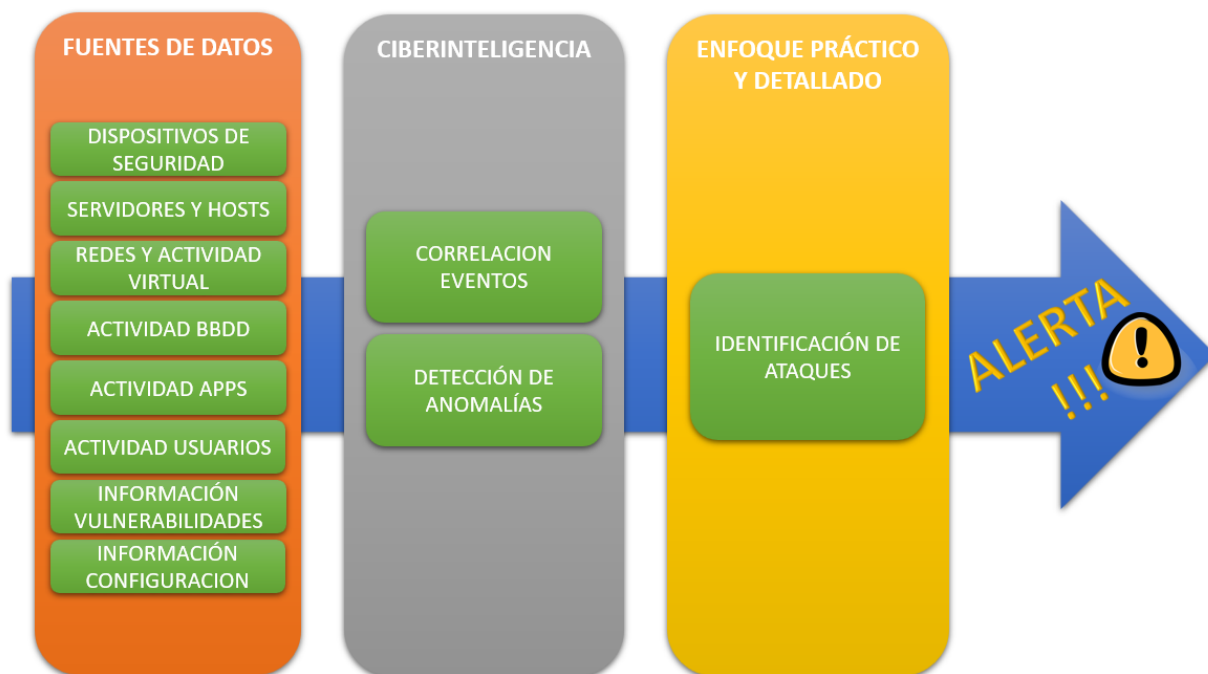 FUENTES DE DATOS
DISPOSITIVOS DE
SEGURIDAD
SERVIDORES Y HOSTS
REDES Y ACTIVIDAD
VIRTUAL
ACTIVIDAD BBDD
ACTIVIDAD APPS
ACTIVIDAD USUARIOS
INFORMACIÓN
VULNERABILIDADES
INFORMACIÓN
CONFIGURACION
CIBERINTELIGENCIA
CORRELACION
EVENTOS
DETECCIÓN DE
ANOMALÍAS
ENFOQUE PRÁCTICO
Y DETALLADO
IDENTIFICACIÓN DE
ATAQUES
ALERTA
!!!
!